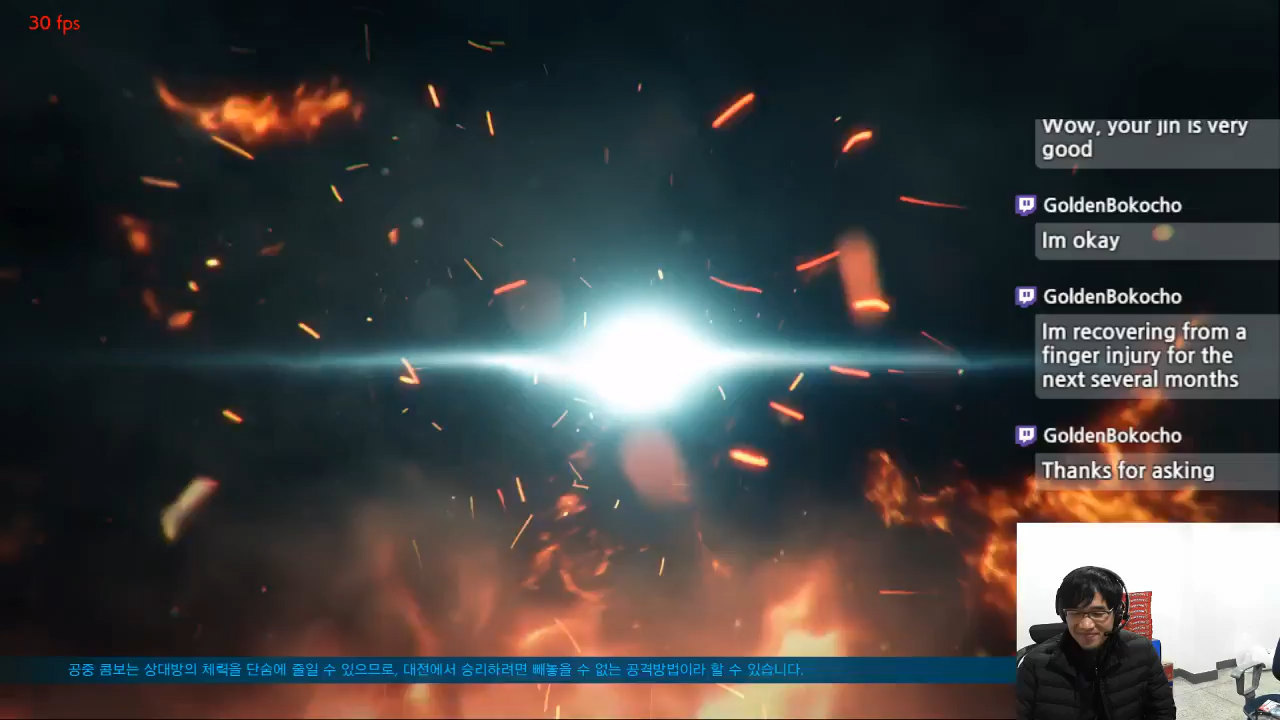 30 fps
Wow, your jin is very
good
GoldenBokocho
Im okay
GoldenBokocho
Im recovering from a
finger injury for the
next several months
GoldenBokocho
Thanks for asking
공중 콤보는 상대방의 체력을 단숨에 줄일 수 있으므로, 대전에서 승리하려면 빼놓을 수 없는 공격방법이라 할 수 있습니다.